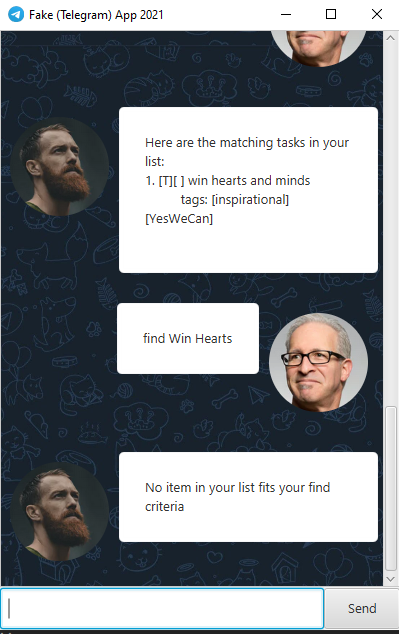 Fake (Telegram) App 2021
Here are the matching tasks in your
list:
1. [T][ ] win hearts and minds
tags: [inspirational]
[YesWeCan]
find Win Hearts
No item in your list fits your find
criteria
Send